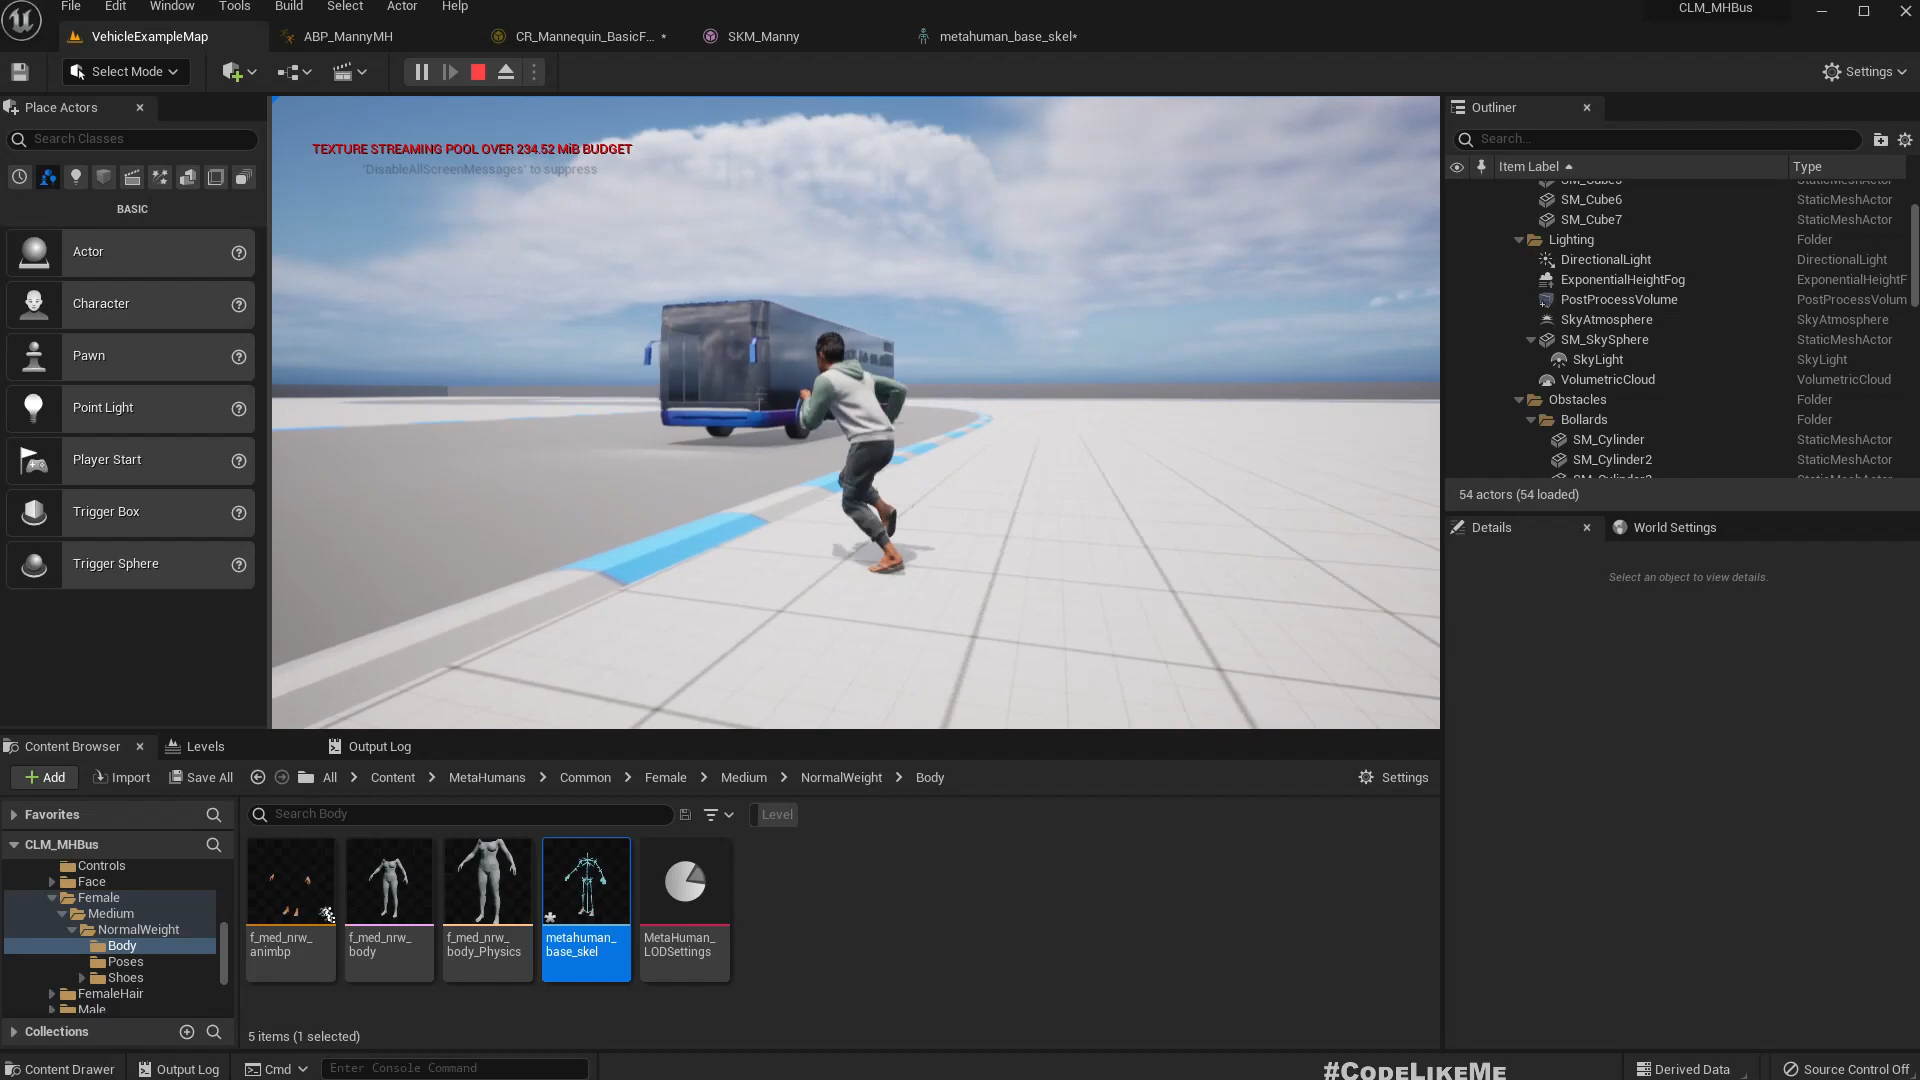 File Edit Window Tools Build Select Actor Help
CLM_MHBus
VehicleExampleMap ABP_MannyMH CR_Mannequin_BasicF... * SKM_Manny metahuman_base_skel*
Select Mode Settings
Place Actors
Search Classes
BASIC
Actor
Character
Pawn
Point Light
Player Start
Trigger Box
Trigger Sphere
TEXTURE STREAMING POOL OVER 234.52 MiB BUDGET
'DisableAllScreenMessages' to suppress
Outliner
Search...
Item Label Type
SM_Cube6 StaticMeshActor
SM_Cube7 StaticMeshActor
Lighting Folder
DirectionalLight DirectionalLight
ExponentialHeightFog ExponentialHeightF
PostProcessVolume PostProcessVolum
SkyAtmosphere SkyAtmosphere
SM_SkySphere StaticMeshActor
SkyLight SkyLight
VolumetricCloud VolumetricCloud
Obstacles Folder
Bollards Folder
SM_Cylinder StaticMeshActor
SM_Cylinder2 StaticMeshActor
54 actors (54 loaded)
Details World Settings
Select an object to view details.
Content Browser Levels Output Log
Add Import Save All All Content MetaHumans Common Female Medium NormalWeight Body Settings
Favorites
CLM_MHBus
Controls
Face
Female
Medium
NormalWeight
Body
Poses
Shoes
FemaleHair
Male
Collections
Search Body Level
f_med_nrw_
animbp
f_med_nrw_
body
f_med_nrw_
body_Physics
metahuman_
base_skel
MetaHuman_
LODSettings
5 items (1 selected)
Content Drawer Output Log Cmd Enter Console Command #CODELIKEME Derived Data Source Control Off